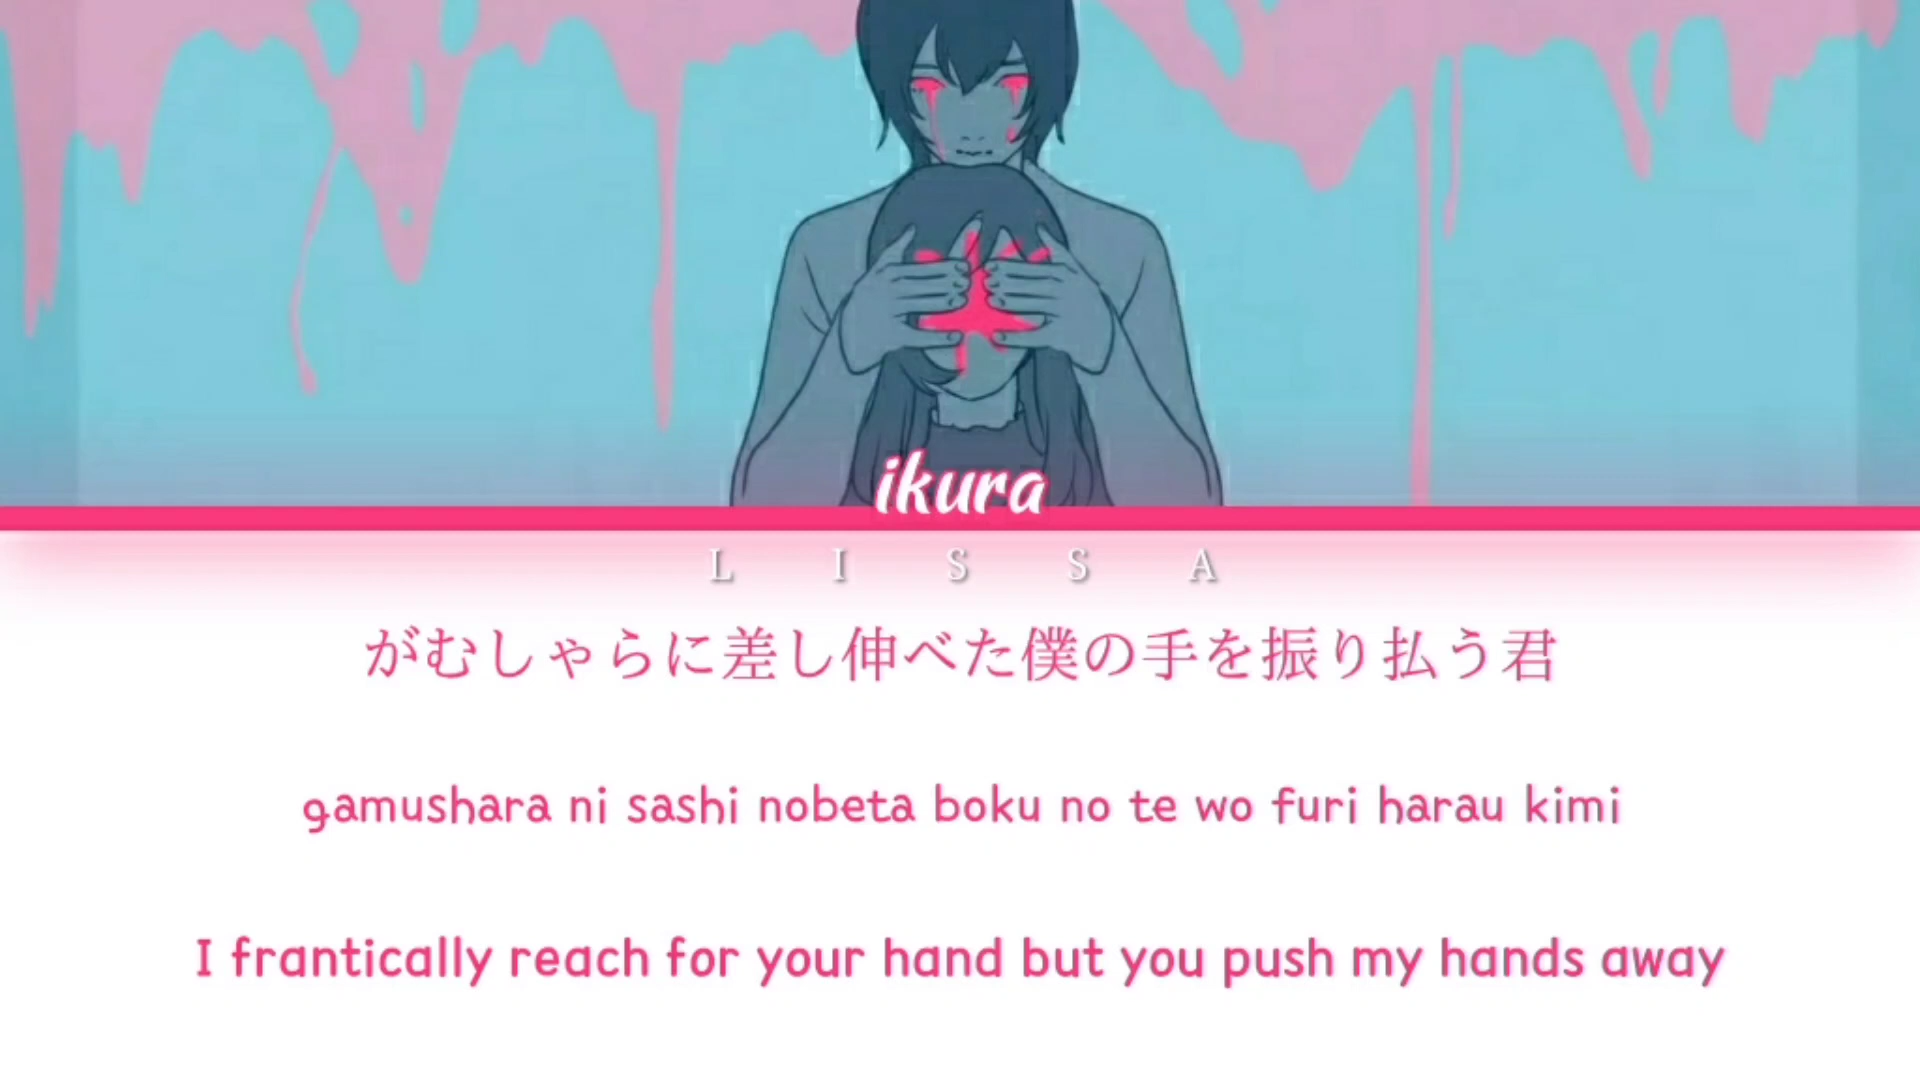 ikura
L I S S A
がむしゃらに差し伸べた僕の手を振り払う君
gamushara ni sashi nobeta boku no te wo furi harau kimi
I frantically reach for your hand but you push my hands away